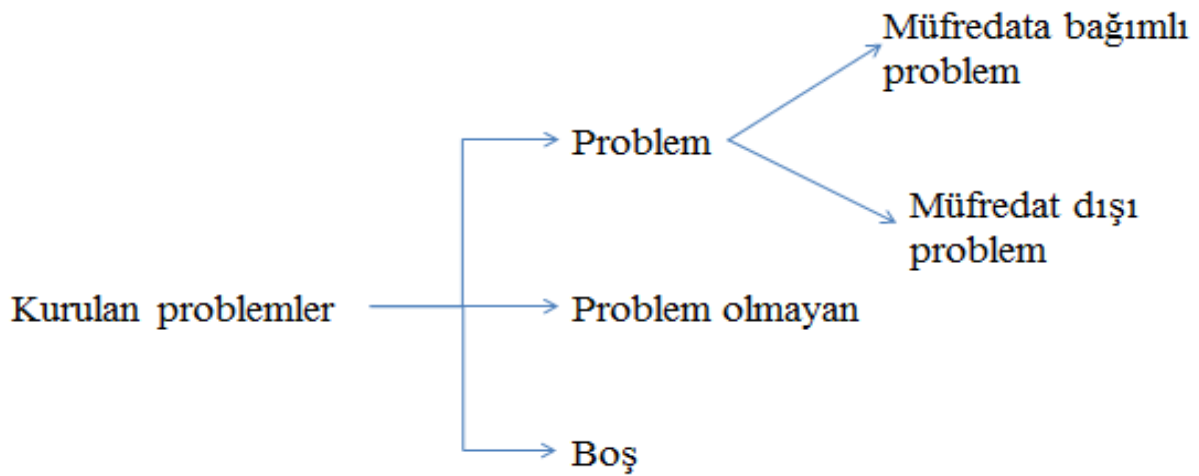 Müfredata bağımlı
problem
Problem
Müfredat dışı
problem
Kurulan problemler
Problem olmayan
Boş